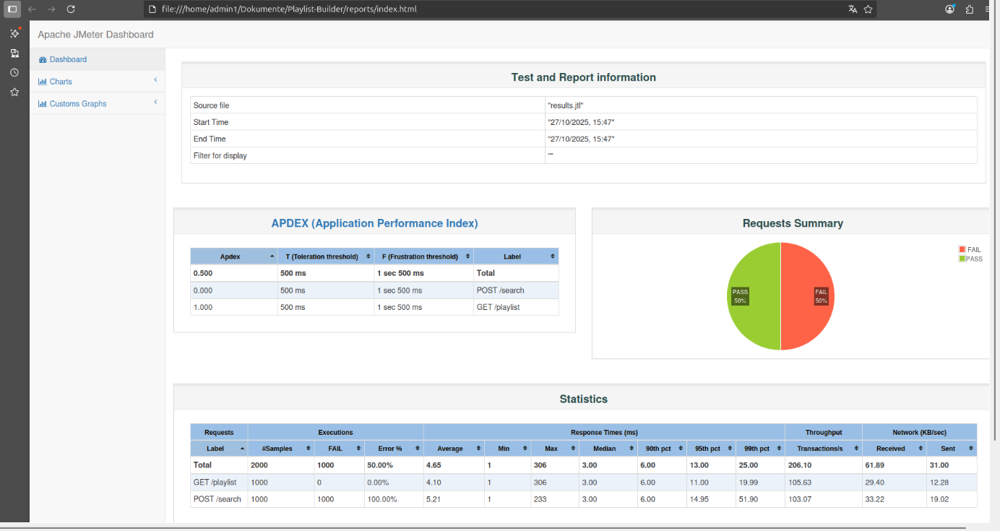 file:///home/admin1/Dokumente/Playlist-Builder/reports/index.html
Apache JMeter Dashboard
Dashboard
Charts
Customs Graphs
Test and Report information
Source file "results.jtl"
Start Time "27/10/2025, 15:47"
End Time "27/10/2025, 15:47"
Filter for display ""
APDEX (Application Performance Index)
Apdex T (Toleration threshold) F (Frustration threshold) Label
0.500 500 ms 1 sec 500 ms Total
0.000 500 ms 1 sec 500 ms POST /search
1.000 500 ms 1 sec 500 ms GET /playlist
Requests Summary
FAIL
PASS
PASS
50%
FAIL
50%
Statistics
Requests Executions Response Times (ms) Throughput Network (KB/sec)
Label #Samples FAIL Error % Average Min Max Median 90th pct 95th pct 99th pct Transactions/s Received Sent
Total 2000 1000 50.00% 4.65 1 306 3.00 6.00 13.00 25.00 206.10 61.89 31.00
GET /playlist 1000 0 0.00% 4.10 1 306 3.00 6.00 11.00 19.99 105.63 29.40 12.28
POST /search 1000 1000 100.00% 5.21 1 233 3.00 6.00 14.95 51.90 103.07 33.22 19.02